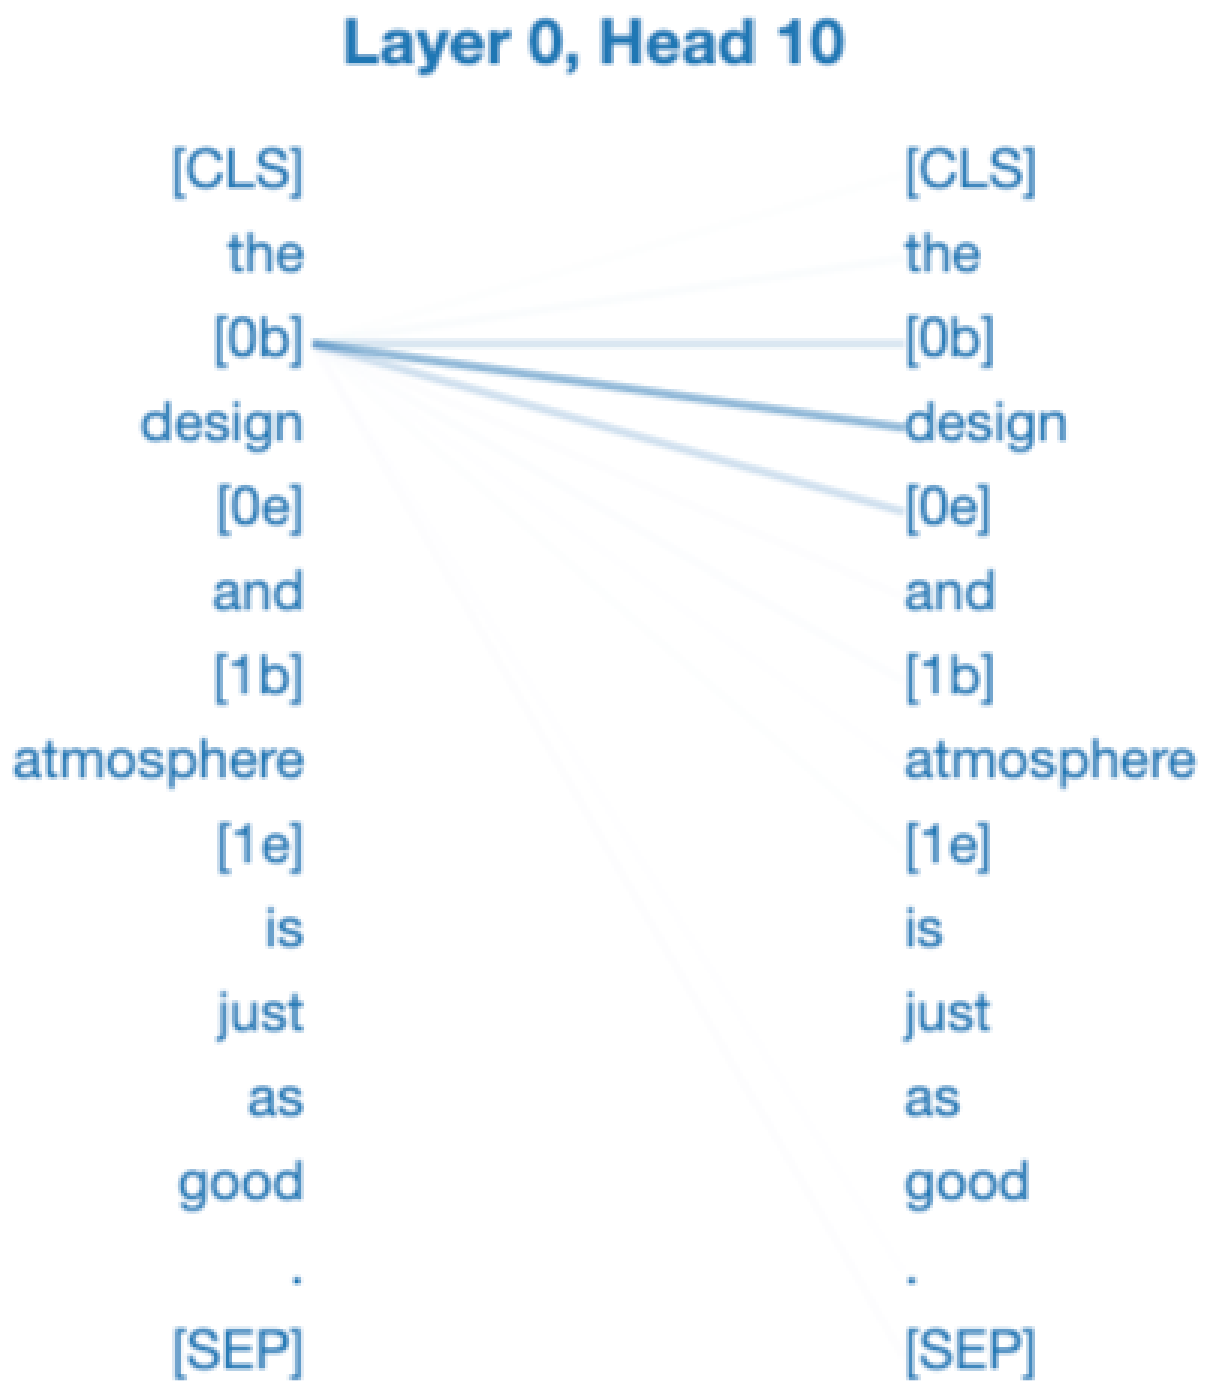 Layer 0, Head 10
[CLS] [CLS]
the the
[0b] [0b]
design design
[0e] [0e]
and and
[1b] [1b]
atmosphere atmosphere
[1e] [1e]
is is
just just
as as
good good
. .
[SEP] [SEP]